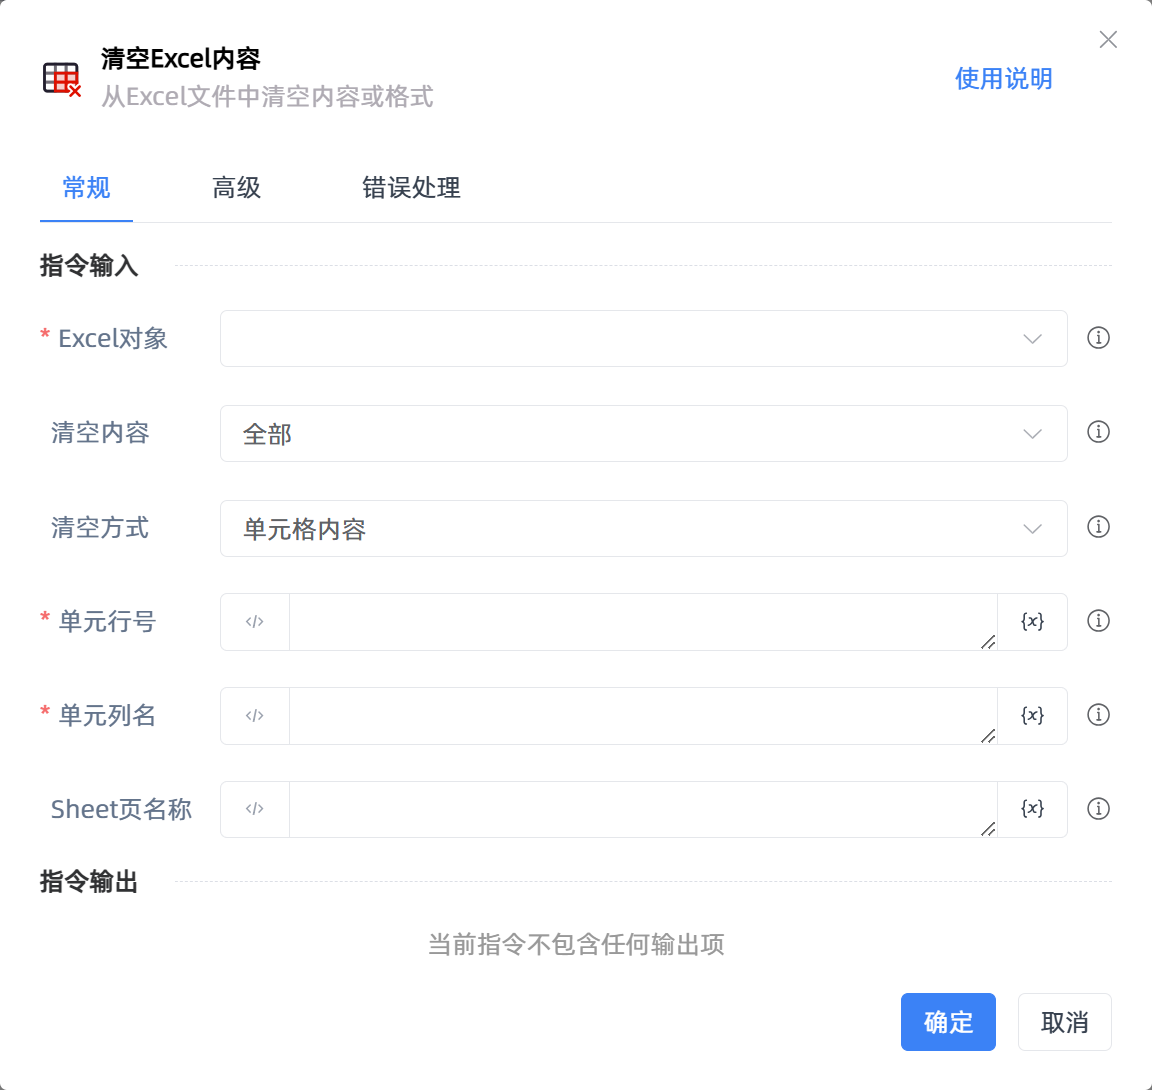 清空Excel内容
从Excel文件中清空内容或格式
使用说明
常规 高级 错误处理
指令输入
* Excel对象
清空内容 全部
清空方式 单元格内容
* 单元行号 </> {x}
* 单元列名 </> {x}
Sheet页名称 </> {x}
指令输出
当前指令不包含任何输出项
确定 取消